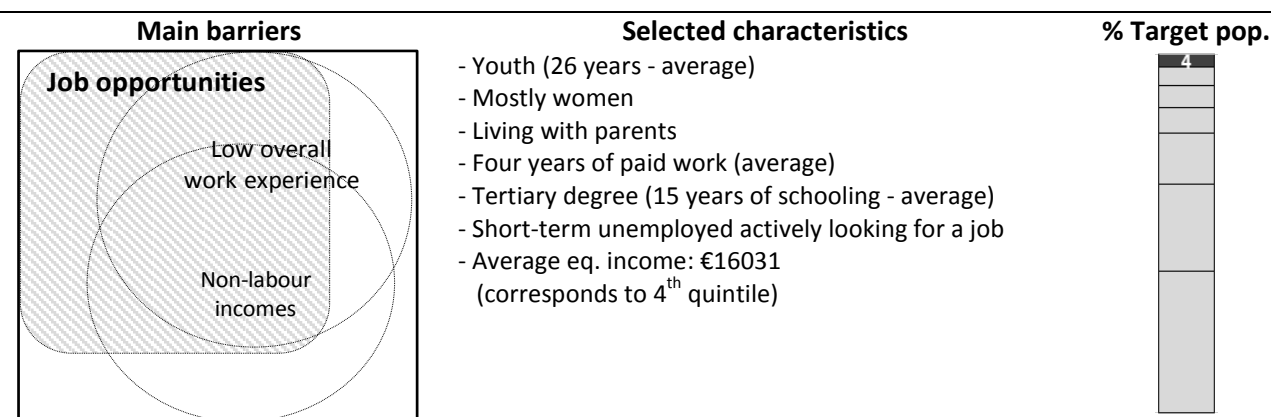 Main barriers
Selected characteristics
% Target pop.
Job opportunities
Low overall
work experience
Non-labour
incomes
- Youth (26 years - average)
- Mostly women
- Living with parents
- Four years of paid work (average)
- Tertiary degree (15 years of schooling - average)
- Short-term unemployed actively looking for a job
- Average eq. income: €16031
(corresponds to 4th quintile)
4